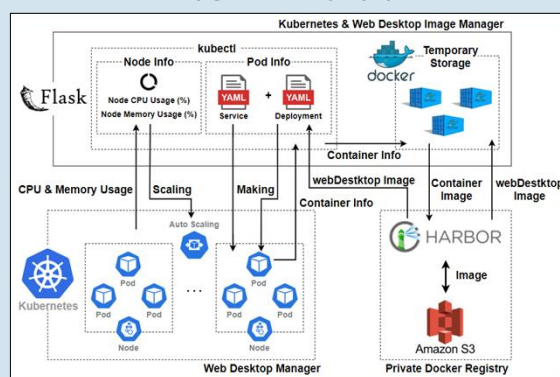 Kubernetes & Web Desktop Image Manager
kubectl
Node Info
Node CPU Usage (%)
Node Memory Usage (%)
Pod Info
YAML
+
YAML
Service
Deployment
docker
Temporary
Storage
Flask
Container Info
CPU & Memory Usage
Scaling
Making
webDestktop Image
Container Info
Container
Image
webDestktop
Image
Auto Scaling
Kubernetes
Pod
Pod
Pod
Node
...
Pod
Pod
Pod
Node
Web Desktop Manager
HARBOR
Image
Amazon S3
Private Docker Registry